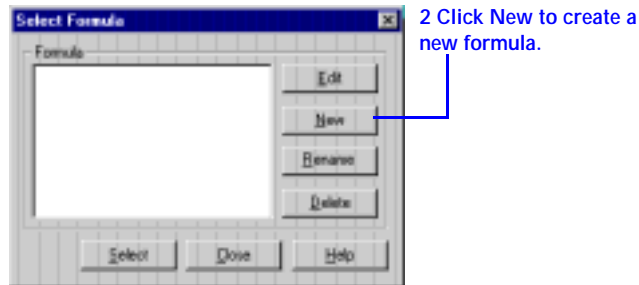 Select Formula
2 Click New to create a
new formula.
Formula
Edit
New
Rename
Delete
Select
Close
Help